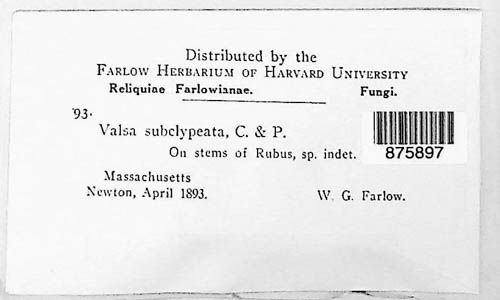 Distributed by the
FARLOW HERBARIUM OF HARVARD UNIVERSITY
Reliquiae Farlowianae. Fungi.
'93.
Valsa subclypeata, C. & P.
On stems of Rubus, sp. indet.
875897
Massachusetts
Newton, April 1893. W. G. Farlow.